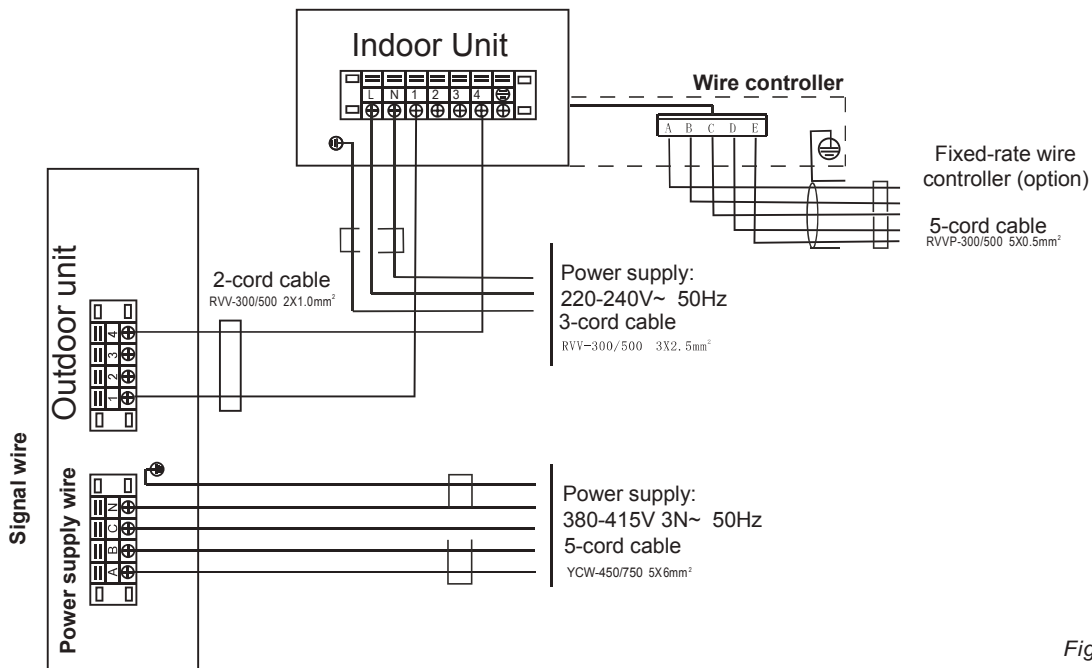 Indoor Unit
L N 1 2 3 4
Wire controller
A B C D E
Fixed-rate wire
controller (option)
5-cord cable
RVVP-300/500 5X0.5mm²
Outdoor unit
4
3
2
1
2-cord cable
RVV-300/500 2X1.0mm²
Power supply:
220-240V~ 50Hz
3-cord cable
RVV-300/500 3X2.5mm²
Signal wire
Power supply wire
N
C
B
A
Power supply:
380-415V 3N~ 50Hz
5-cord cable
YCW-450/750 5X6mm²
Fig